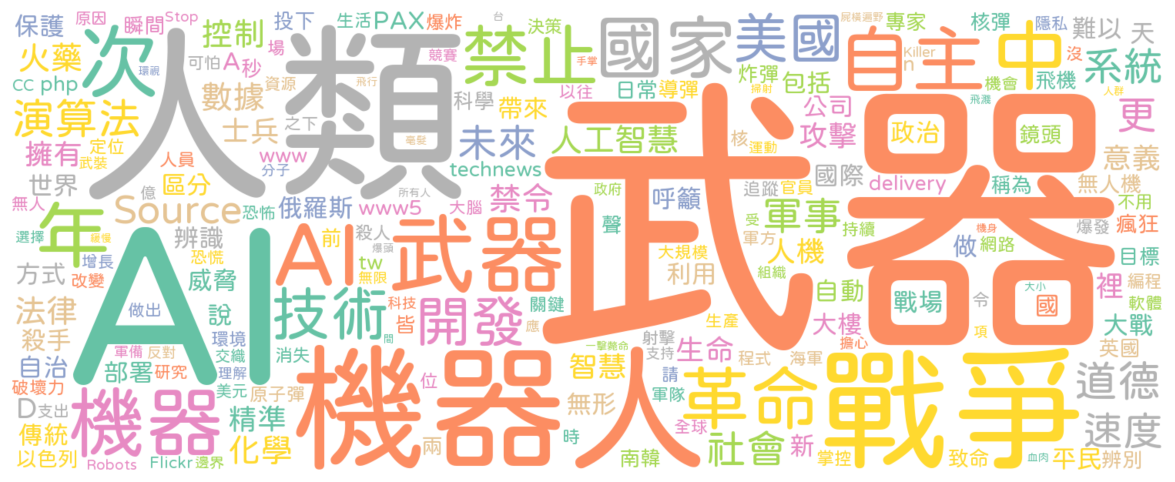 保護 原因 Stop 瞬間 投下 生活 PAX 爆炸 台 決策 屍橫遍野 專家 核彈 隱私 難以 天
火藥 環視 控制 場 競賽 手掌 Killer 沒
次 人類 禁止 國家 美國 自主 中 系統
cc php 可怕 A 秒 以往 炸彈 包括 n 機會 飛機
演算法 數據 資源 飛行 科學 帶來 日常 導彈 掃射 飛濺 人群 更
定位 士兵 之下 毫髮 未來 人工智慧 核 公司 政治 鏡頭
擁有 武裝 人員 www 分子 technews 運動 攻擊 意義
世界 億 區分 恐怖 所有人 禁令 政府 呼籲 追蹤 官員 國際 delivery 稱為 無人機
無人 年 Source 俄羅斯 www5 大腦 武器 受 軍事 持續 機身 不用
選擇 緩慢 辨識 前 殺人 爆頭 聲 軍方 人機 做 網路 爆發 瘋狂
增長 恐慌 AI 武器 tw 無限 大規模 組織 目標
方式 改變 AI 威脅 科技 關鍵 利用 自動 令 大小 裡 編程
法律 做出 說 技術 皆 開發 應 射擊 生產 大樓 戰場 國 軟體
殺手 環境 間 一擊斃命 擔心 項 大戰
自治 軍備 反對 交織 消失 支持 生命 程式 海軍 英國
部署 研究 理解 機器人 智慧 請 戰爭 道德
破壞力 美元 原子彈 位 軍隊 革命
D 支出 機器 精準 無形 全球 速度
傳統 化學 兩 時 社會 新
以色列 Robots Flickr 邊界 南韓 掌控 致命 血肉 平民 辨別